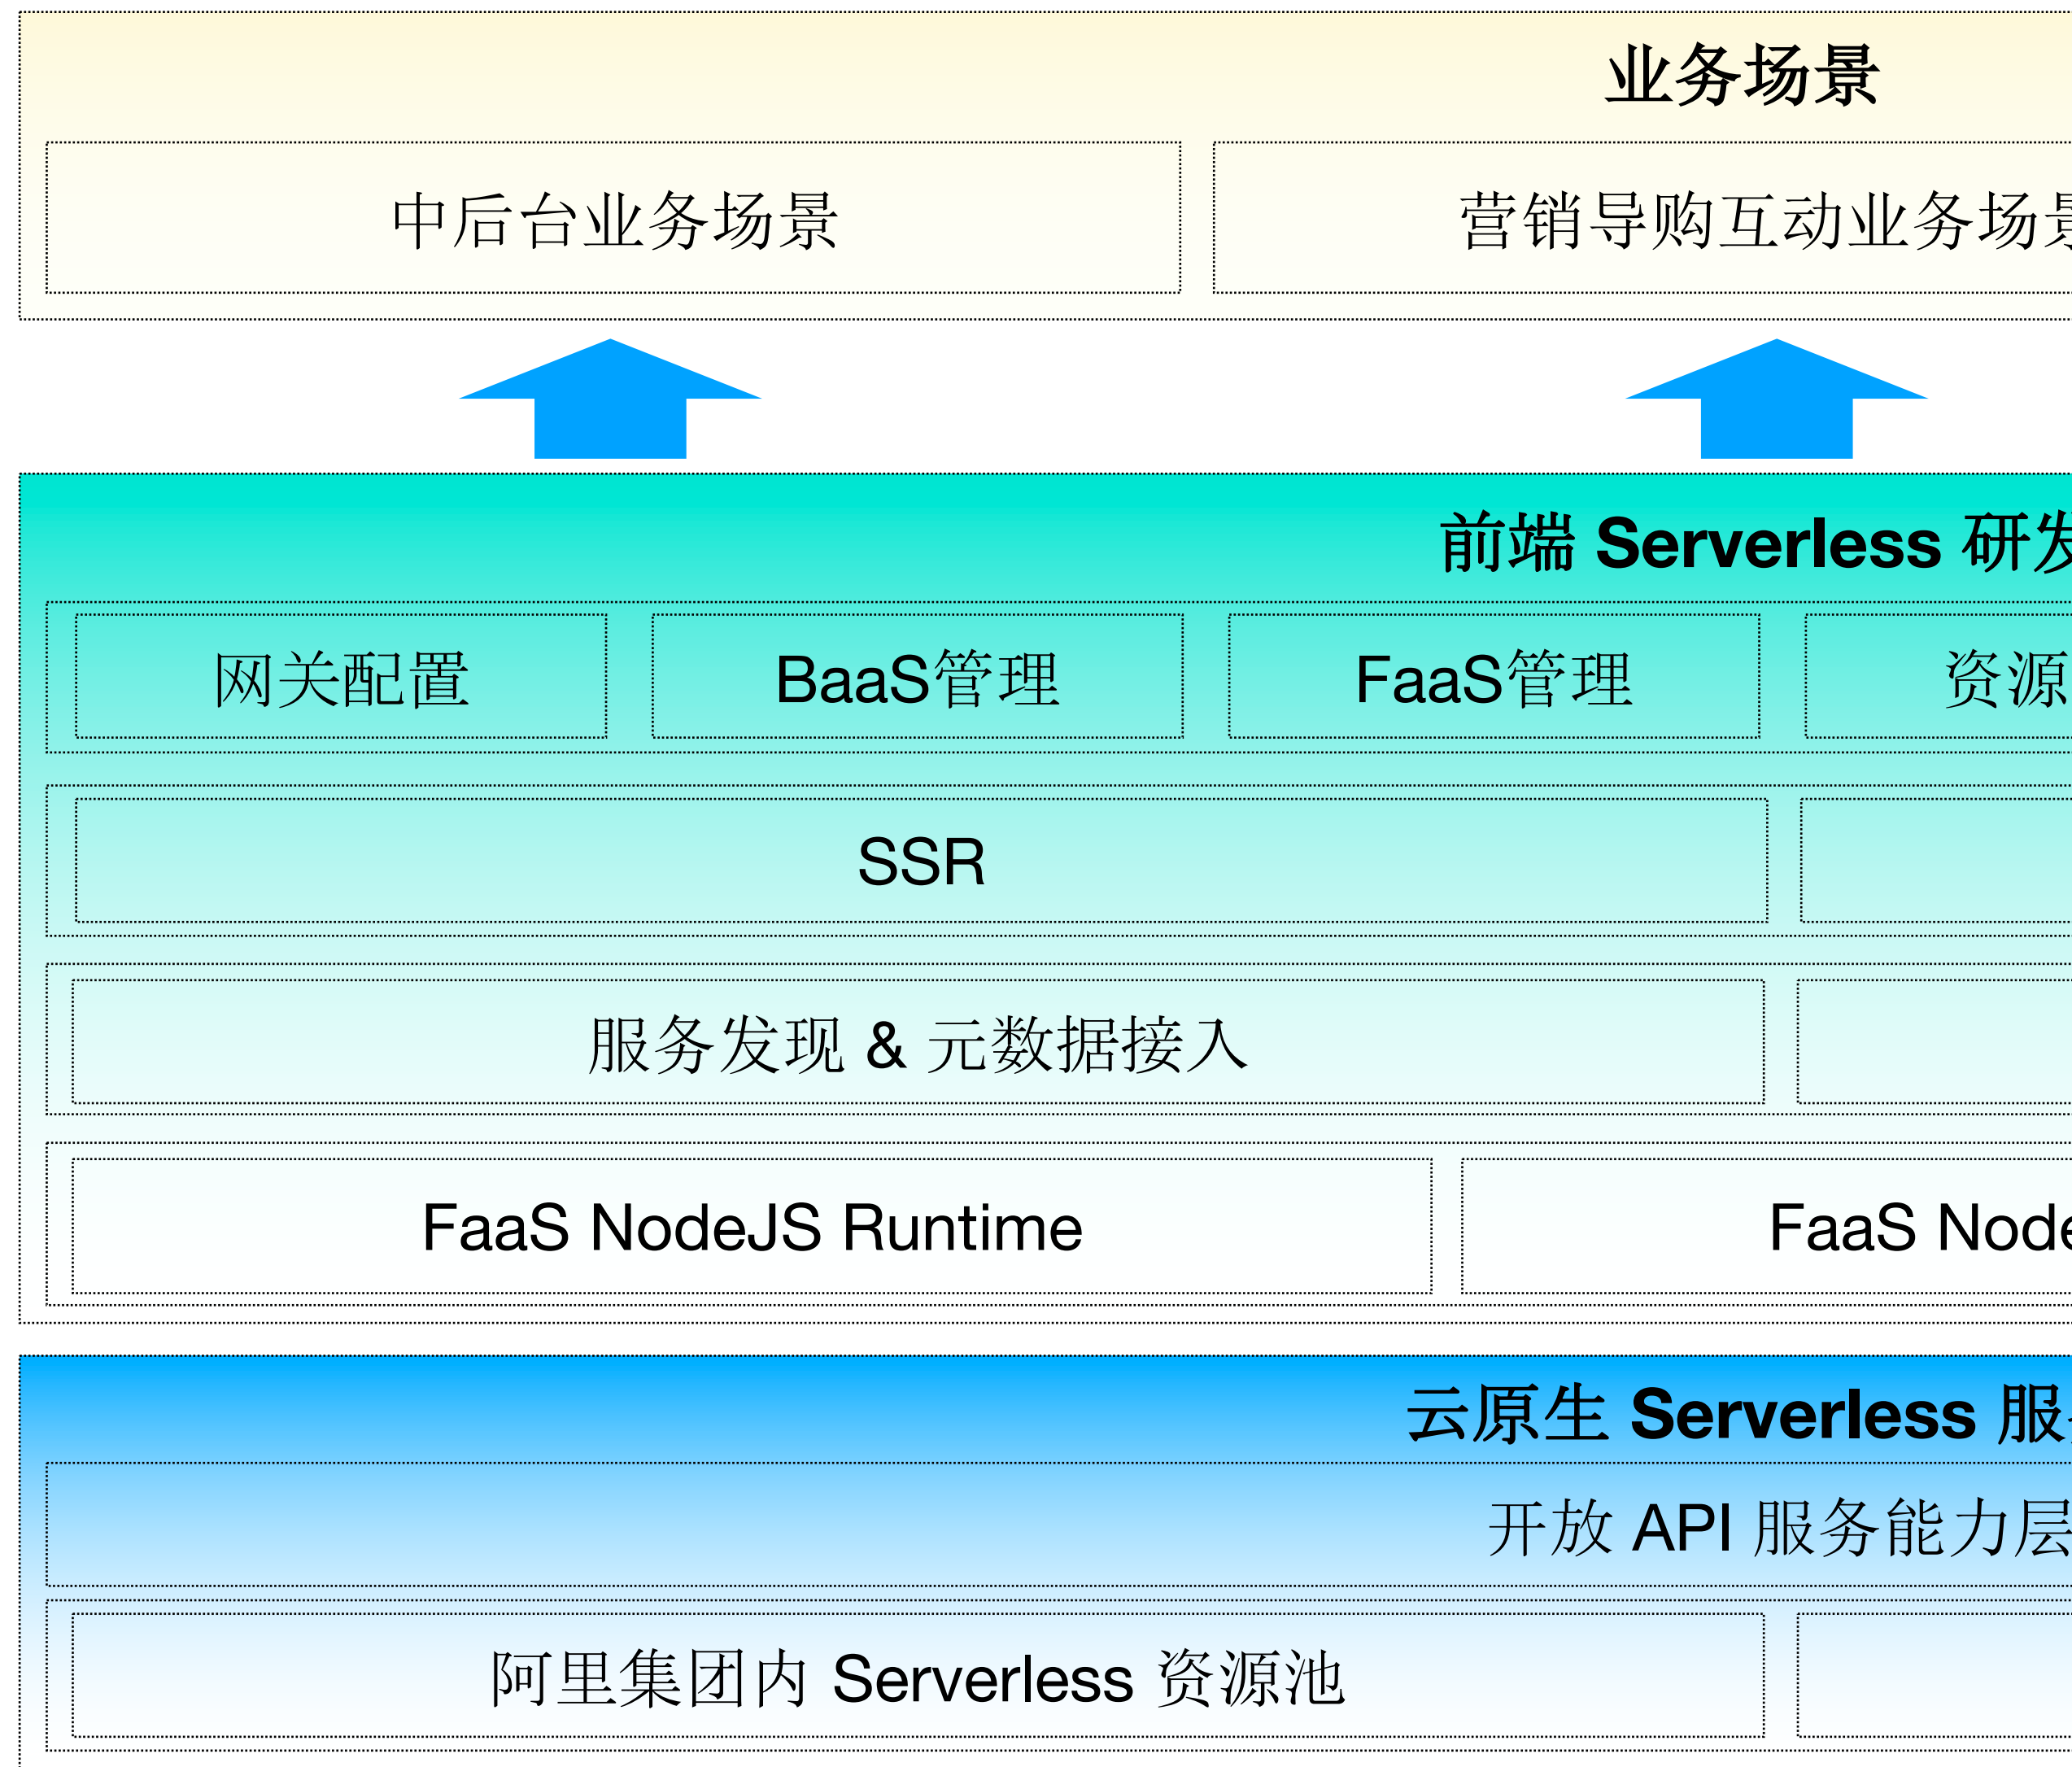 业务场景
中后台业务场景
营销导购互动业务场
前端 Serverless 研
网关配置
BaaS管理
FaaS管理
资源
SSR
服务发现 & 元数据接入
FaaS NodeJS Runtime
FaaS
云原生 Serverless
开放 API 服务能力层
阿里集团内 Serverless 资源池